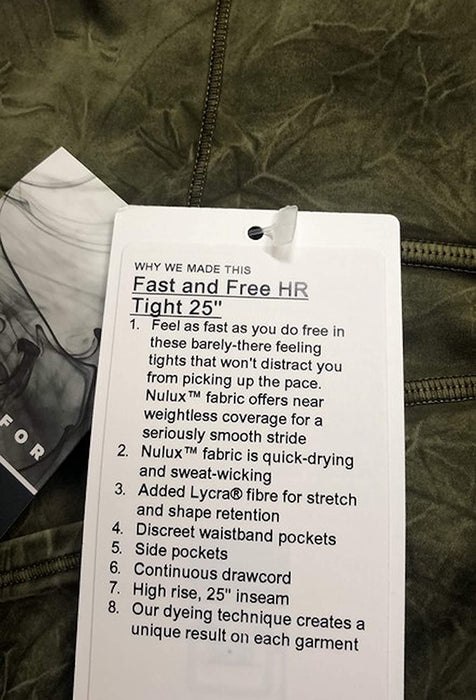 WHY WE MADE THIS
Fast and Free HR
Tight 25"
1. Feel as fast as you do free in
these barely-there feeling
tights that won't distract you
from picking up the pace.
Nulux™ fabric offers near
weightless coverage for a
seriously smooth stride
2. Nulux™ fabric is quick-drying
and sweat-wicking
3. Added Lycra® fibre for stretch
and shape retention
4. Discreet waistband pockets
5. Side pockets
6. Continuous drawcord
7. High rise, 25" inseam
8. Our dyeing technique creates a
unique result on each garment
FOR